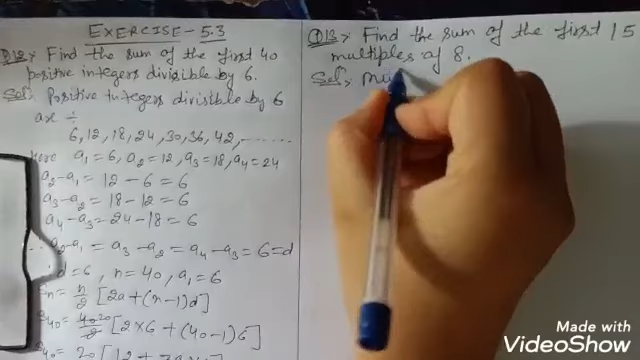 EXERCISE-5.3
Q12: Find the sum of the first 40
positive integers divisible by 6.
Sol: Positive integers divisible by 6
are ÷
6,12,18,24,30,36,42,......
Here a₁=6, a₂=12, a₃=18, a₄=24
a₂-a₁ = 12-6=6
a₃-a₂ = 18-12=6
a₄-a₃=24-18=6
∴ a₂-a₁ = a₃-a₂ = a₄-a₃=6=d
d=6, n=40, a₁=6
Sn=n/2 [2a+(n-1)d]
S₄₀= 40/2 20 [2×6+(40-1)6]
S₄₀= 20 [12+
Q13: Find the sum of the first 15
multiples of 8.
Sol: Mu
Made with
VideoShow